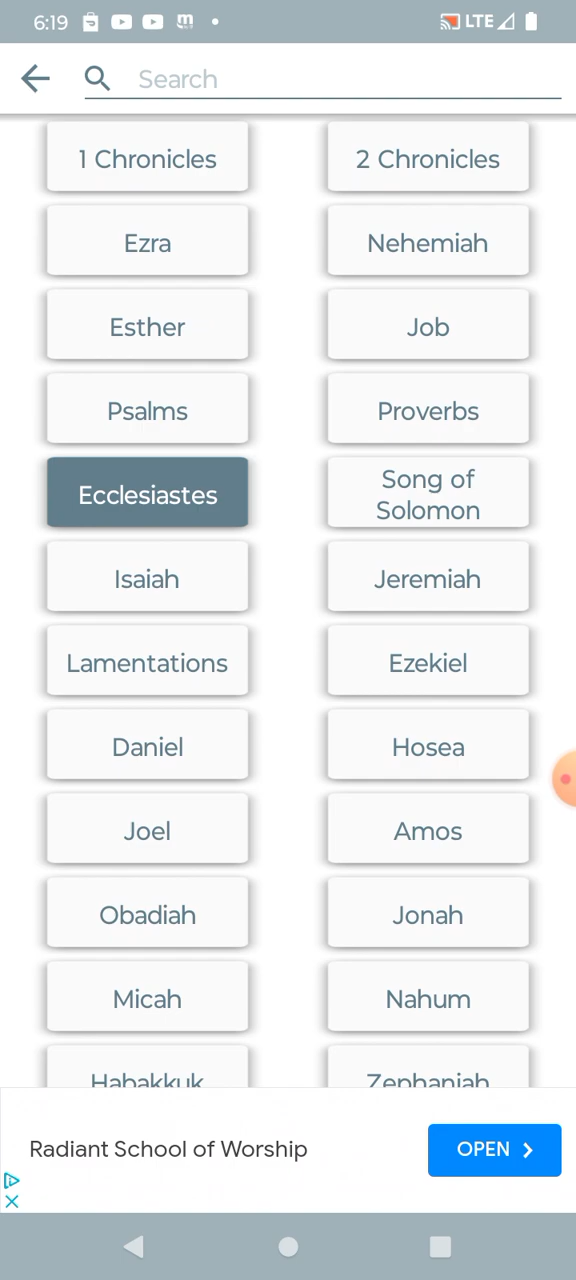 6:19
LTE
Search
1 Chronicles
2 Chronicles
Ezra
Nehemiah
Esther
Job
Psalms
Proverbs
Ecclesiastes
Song of
Solomon
Isaiah
Jeremiah
Lamentations
Ezekiel
Daniel
Hosea
Joel
Amos
Obadiah
Jonah
Micah
Nahum
Habakkuk
Zephaniah
Radiant School of Worship
OPEN